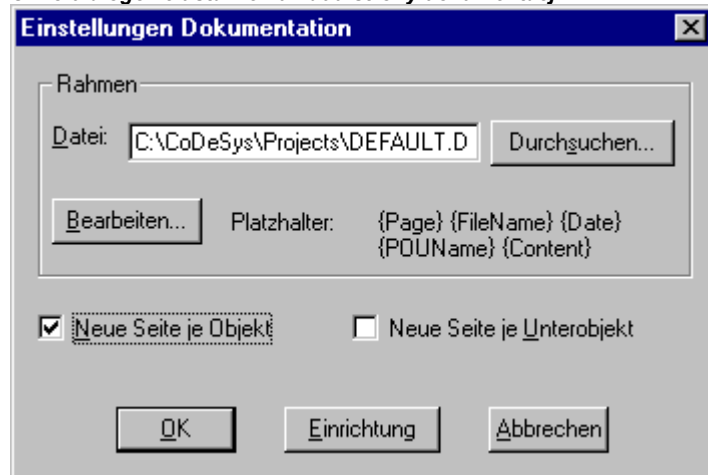 Einstellungen Dokumentation
Rahmen
Datei: C:\CoDeSys\Projects\DEFAULT.D Durchsuchen...
Bearbeiten... Platzhalter: {Page} {FileName} {Date}
{POUName} {Content}
Neue Seite je Objekt Neue Seite je Unterobjekt
OK Einrichtung Abbrechen